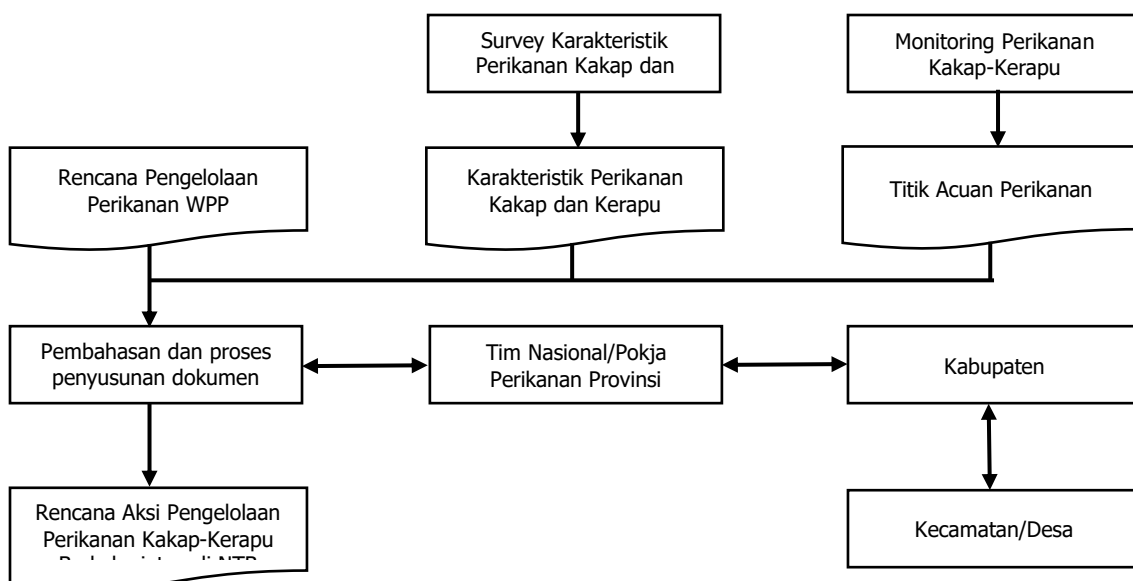 Survey Karakteristik
Perikanan Kakap dan
Monitoring Perikanan
Kakap-Kerapu
Rencana Pengelolaan
Perikanan WPP
Karakteristik Perikanan
Kakap dan Kerapu
Titik Acuan Perikanan
Pembahasan dan proses
penyusunan dokumen
Tim Nasional/Pokja
Perikanan Provinsi
Kabupaten
Rencana Aksi Pengelolaan
Perikanan Kakap-Kerapu
Kecamatan/Desa